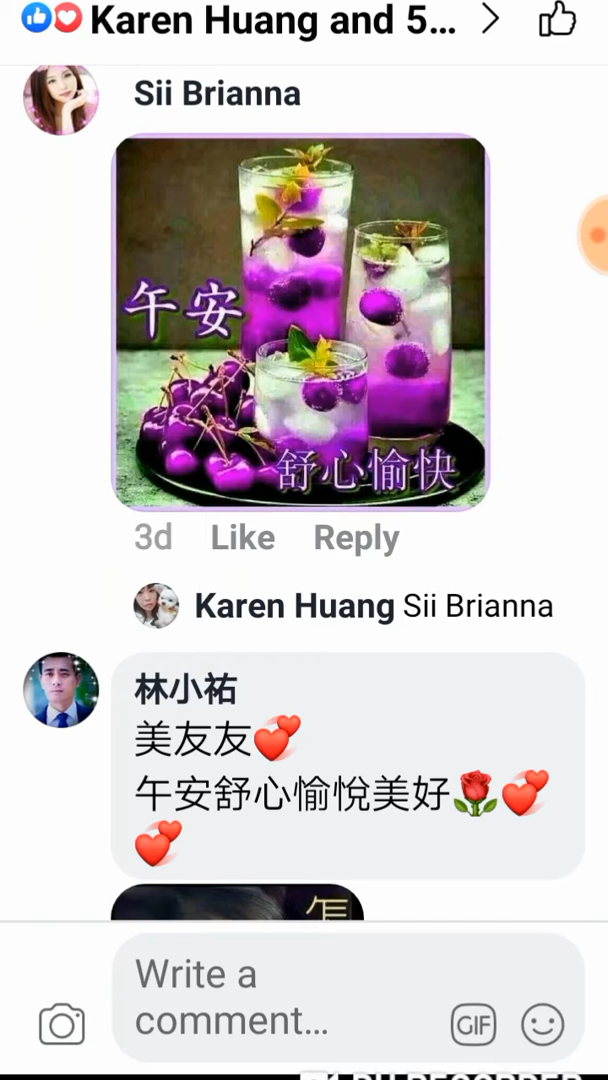 Karen Huang and 5...
Sii Brianna
午安
舒心愉快
3d Like Reply
Karen Huang Sii Brianna
林小祐
美友友💞
午安舒心愉悅美好🌹💞
💞
怎
Write a
comment...
GIF